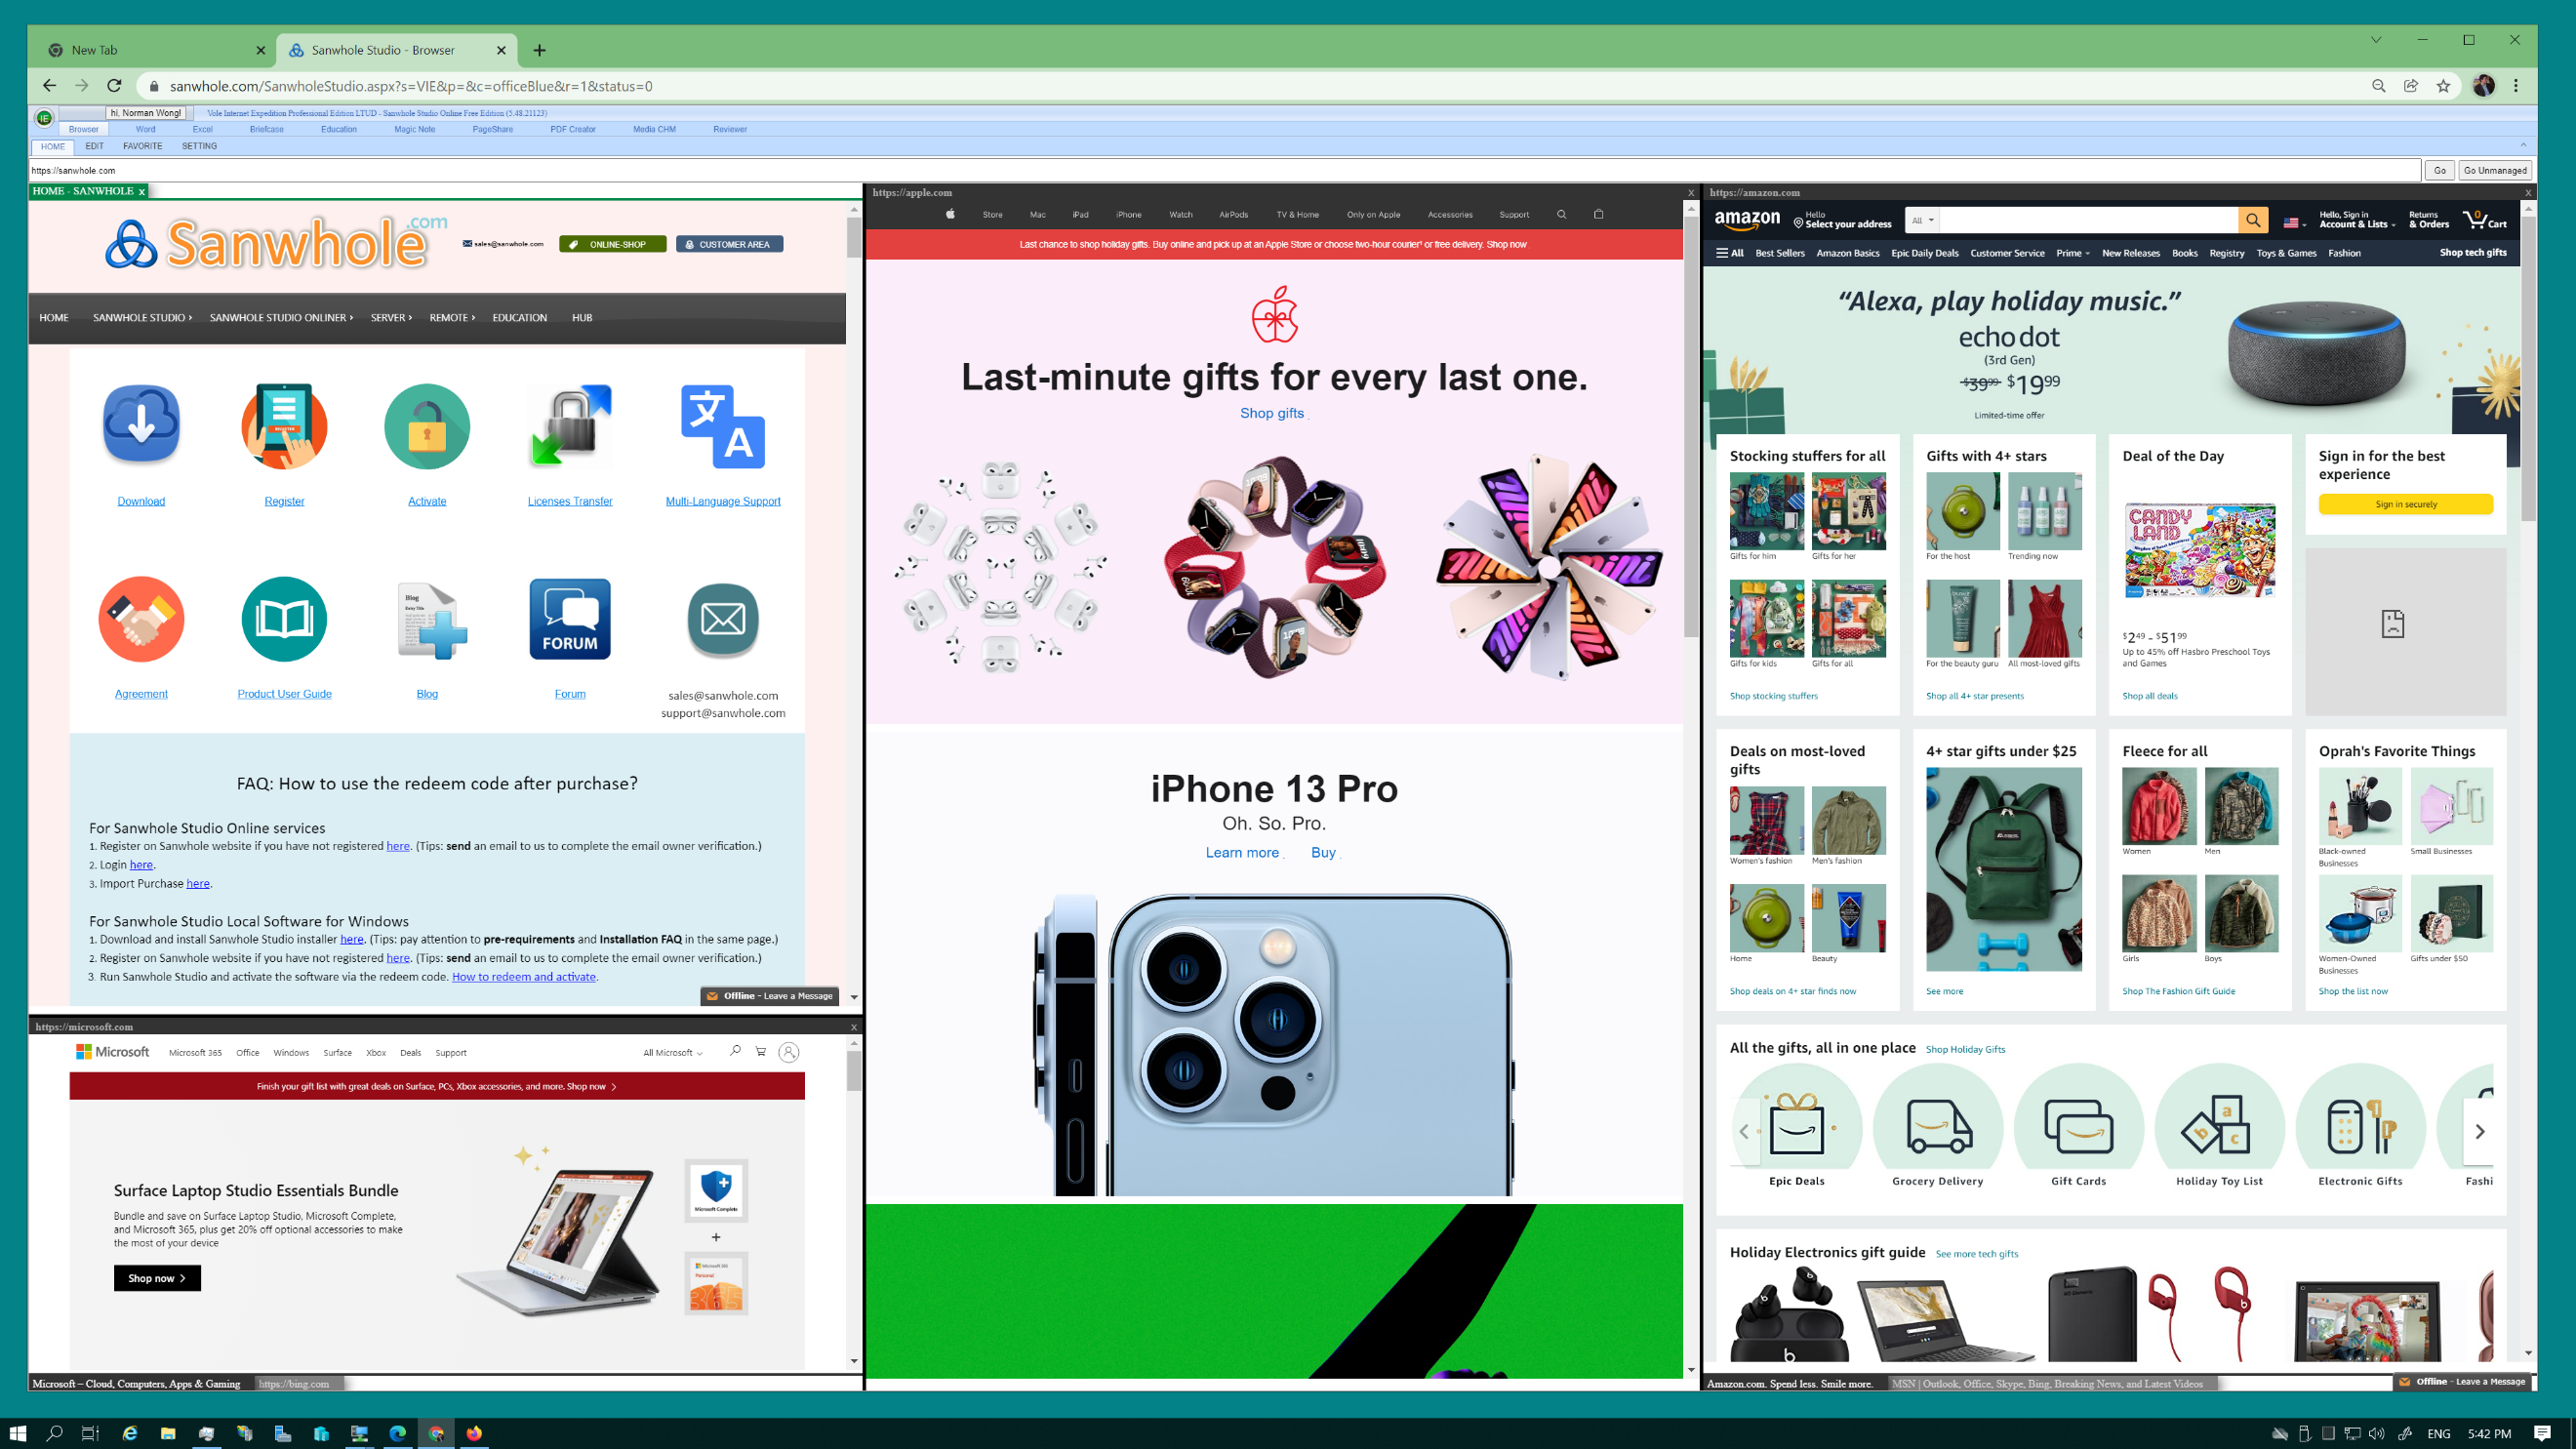 New Tab
Sanwhole Studio - Browser
sanwhole.com/SanwholeStudio.aspx?s=VIE&p=&c=officeBlue&r=1&status=0
hi, Norman Wong!
Vole Internet Expedition Professional Edition LTUD - Sanwhole Studio Online Free Edition (5.48.21123)
Browser Word Excel Briefcase Education Magic Note PageShare PDF Creator Media CHM Reviewer
HOME EDIT FAVORITE SETTING
https://sanwhole.com
Go Go Unmanaged
HOME - SANWHOLE x
Sanwhole.com
sales@sanwhole.com
ONLINE-SHOP
CUSTOMER AREA
HOME SANWHOLE STUDIO SANWHOLE STUDIO ONLINER SERVER REMOTE EDUCATION HUB
Download Register Activate Licenses Transfer Multi-Language Support
文 A
Blog
FORUM
Agreement Product User Guide Blog Forum
sales@sanwhole.com
support@sanwhole.com
FAQ: How to use the redeem code after purchase?
For Sanwhole Studio Online services
1. Register on Sanwhole website if you have not registered here. (Tips: send an email to us to complete the email owner verification.)
2. Login here.
3. Import Purchase here.
For Sanwhole Studio Local Software for Windows
1. Download and install Sanwhole Studio installer here. (Tips: pay attention to pre-requirements and Installation FAQ in the same page.)
2. Register on Sanwhole website if you have not registered here. (Tips: send an email to us to complete the email owner verification.)
3. Run Sanwhole Studio and activate the software via the redeem code. How to redeem and activate.
Offline - Leave a Message
https://microsoft.com x
Microsoft Microsoft 365 Office Windows Surface Xbox Deals Support All Microsoft
Finish your gift list with great deals on Surface, PCs, Xbox accessories, and more. Shop now
Surface Laptop Studio Essentials Bundle
Bundle and save on Surface Laptop Studio, Microsoft Complete,
and Microsoft 365, plus get 20% off optional accessories to make
the most of your device
Shop now
Microsoft Complete
+
Microsoft 365
Personal
365
Microsoft – Cloud, Computers, Apps & Gaming https://bing.com
https://apple.com x
Store Mac iPad iPhone Watch AirPods TV & Home Only on Apple Accessories Support
Last chance to shop holiday gifts. Buy online and pick up at an Apple Store or choose two-hour courier¹ or free delivery. Shop now
Last-minute gifts for every last one.
Shop gifts
iPhone 13 Pro
Oh. So. Pro.
Learn more Buy
https://amazon.com x
amazon
Hello
Select your address
All
Hello, Sign in
Account & Lists
Returns
& Orders
0
Cart
All Best Sellers Amazon Basics Epic Daily Deals Customer Service Prime New Releases Books Registry Toys & Games Fashion Shop tech gifts
“Alexa, play holiday music.”
echo dot
(3rd Gen)
$39⁹⁹ $19⁹⁹
Limited-time offer
Stocking stuffers for all
Gifts for him Gifts for her
Gifts for kids Gifts for all
Shop stocking stuffers
Gifts with 4+ stars
For the host Trending now
For the beauty guru All most-loved gifts
Shop all 4+ star presents
Deal of the Day
CANDY LAND
$2⁴⁹ - $51⁹⁹
Up to 45% off Hasbro Preschool Toys
and Games
Shop all deals
Sign in for the best
experience
Sign in securely
Deals on most-loved
gifts
Women's fashion Men's fashion
Home Beauty
Shop deals on 4+ star finds now
4+ star gifts under $25
See more
Fleece for all
Women Men
Girls Boys
Shop The Fashion Gift Guide
Oprah's Favorite Things
Black-owned
Businesses
Small Businesses
Women-Owned
Businesses
Gifts under $50
Shop the list now
All the gifts, all in one place Shop Holiday Gifts
a b c
Epic Deals Grocery Delivery Gift Cards Holiday Toy List Electronic Gifts Fashi
Holiday Electronics gift guide See more tech gifts
Amazon.com. Spend less. Smile more. MSN | Outlook, Office, Skype, Bing, Breaking News, and Latest Videos
Offline - Leave a Message
ENG 5:42 PM